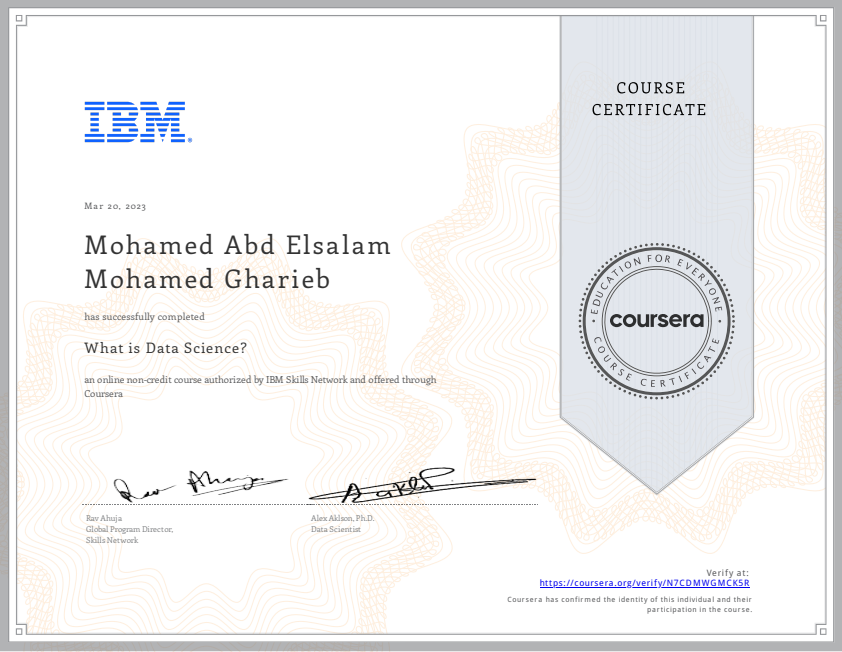 COURSE
CERTIFICATE
IBM®
Mar 20, 2023
Mohamed Abd Elsalam
Mohamed Gharieb
has successfully completed
What is Data Science?
an online non-credit course authorized by IBM Skills Network and offered through
Coursera
EDUCATION FOR EVERYONE
coursera
COURSE CERTIFICATE
Rav Ahuja
Global Program Director,
Skills Network
Alex Aklson, Ph.D.
Data Scientist
Verify at:
https://coursera.org/verify/N7CDMWGMCK5R
Coursera has confirmed the identity of this individual and their
participation in the course.